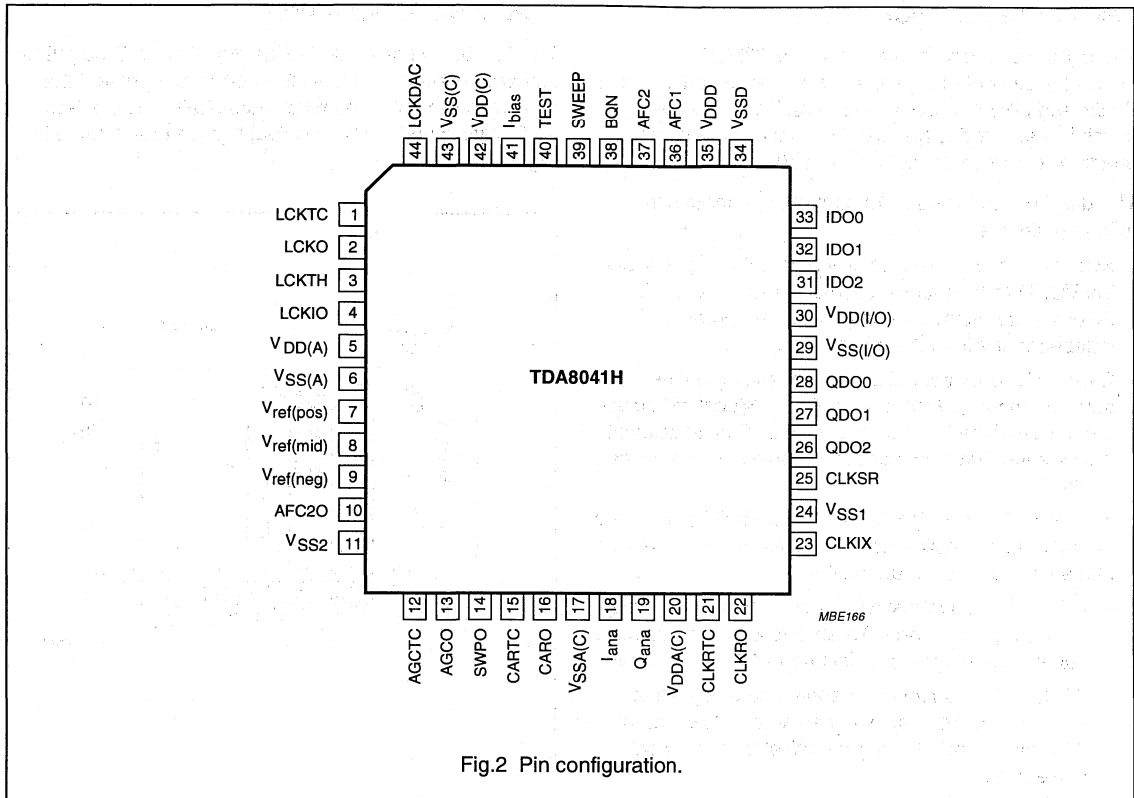 44 LCKDAC
43 VSS(C)
42 VDD(C)
41 Ibias
40 TEST
39 SWEEP
38 BQN
37 AFC2
36 AFC1
35 VDDD
34 VSSD
LCKTC 1
LCKO 2
LCKTH 3
LCKIO 4
VDD(A) 5
VSS(A) 6
Vref(pos) 7
Vref(mid) 8
Vref(neg) 9
AFC2O 10
VSS2 11
TDA8041H
33 IDO0
32 IDO1
31 IDO2
30 VDD(I/O)
29 VSS(I/O)
28 QDO0
27 QDO1
26 QDO2
25 CLKSR
24 VSS1
23 CLKIX
AGCTC 12
AGCO 13
SWPO 14
CARTC 15
CARO 16
VSSA(C) 17
Iana 18
Qana 19
VDDA(C) 20
CLKRTC 21
CLKRO 22
MBE166
Fig.2 Pin configuration.